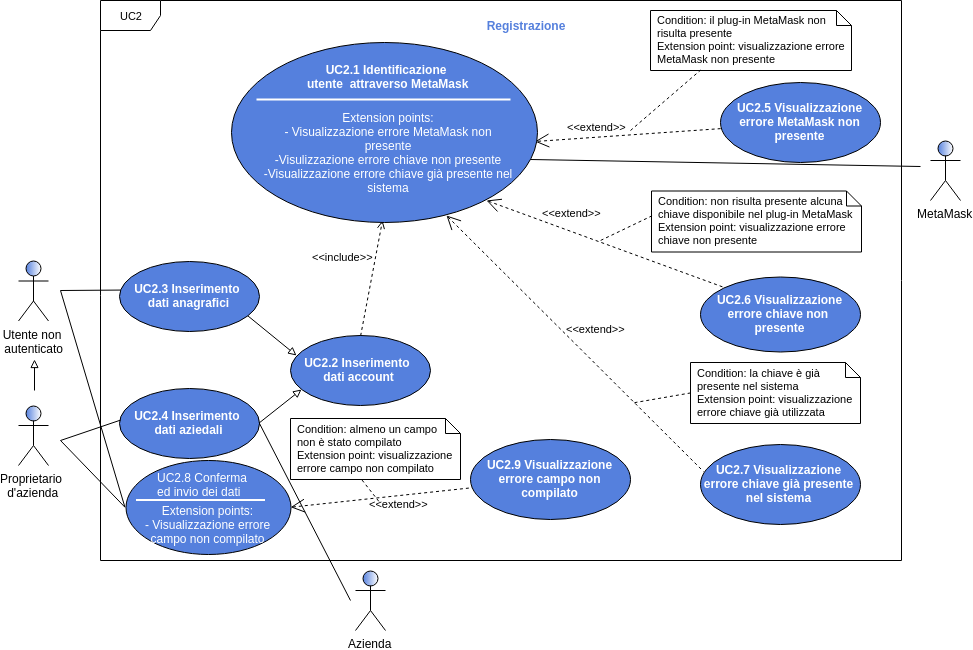 UC2
Registrazione
Condition: il plug-in MetaMask non
risulta presente
Extension point: visualizzazione errore
MetaMask non presente
UC2.1 Identificazione
utente attraverso MetaMask
Extension points:
- Visualizzazione errore MetaMask non
presente
-Visulizzazione errore chiave non presente
-Visualizzazione errore chiave già presente nel
sistema
<<extend>>
UC2.5 Visualizzazione
errore MetaMask non
presente
MetaMask
Condition: non risulta presente alcuna
chiave disponibile nel plug-in MetaMask
Extension point: visualizzazione errore
chiave non presente
<<extend>>
<<include>>
UC2.3 Inserimento
dati anagrafici
UC2.6 Visualizzazione
errore chiave non
presente
Utente non
autenticato
<<extend>>
UC2.2 Inserimento
dati account
Condition: la chiave è già
presente nel sistema
Extension point: visualizzazione
errore chiave già utilizzata
UC2.4 Inserimento
dati aziedali
Condition: almeno un campo
non è stato compilato
Extension point: visualizzazione
errore campo non compilato
Proprietario
d'azienda
UC2.8 Conferma
ed invio dei dati
Extension points:
- Visualizzazione errore
campo non compilato
<<extend>>
UC2.9 Visualizzazione
errore campo non
compilato
UC2.7 Visualizzazione
errore chiave già presente
nel sistema
Azienda